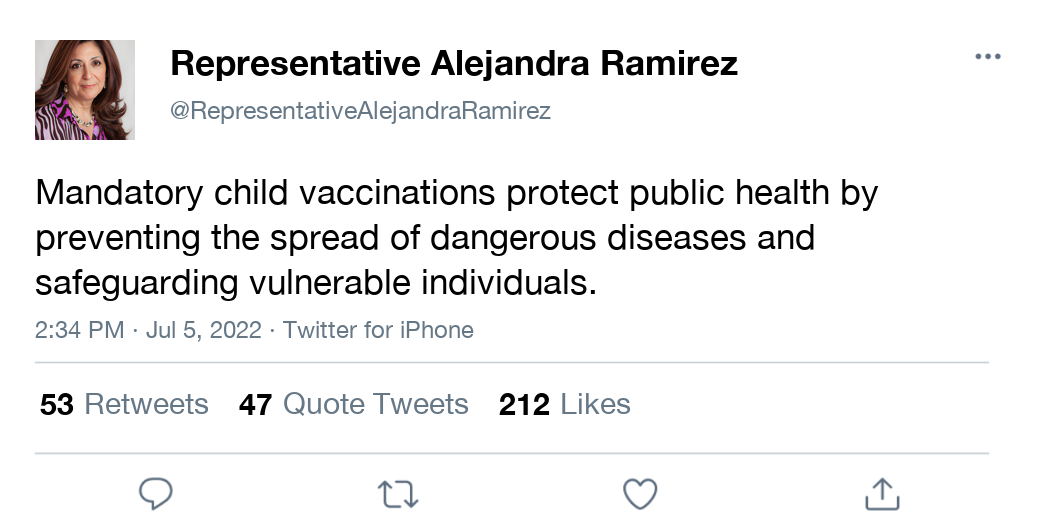 Representative Alejandra Ramirez
@RepresentativeAlejandraRamirez
Mandatory child vaccinations protect public health by
preventing the spread of dangerous diseases and
safeguarding vulnerable individuals.
2:34 PM · Jul 5, 2022 · Twitter for iPhone
53 Retweets 47 Quote Tweets 212 Likes